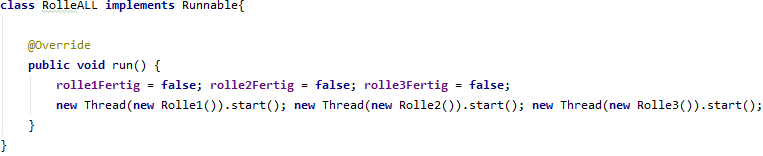 class RolleALL implements Runnable{
@Override
public void run() {
rolle1Fertig = false; rolle2Fertig = false; rolle3Fertig = false;
new Thread(new Rolle1()).start(); new Thread(new Rolle2()).start(); new Thread(new Rolle3()).start();
}
}